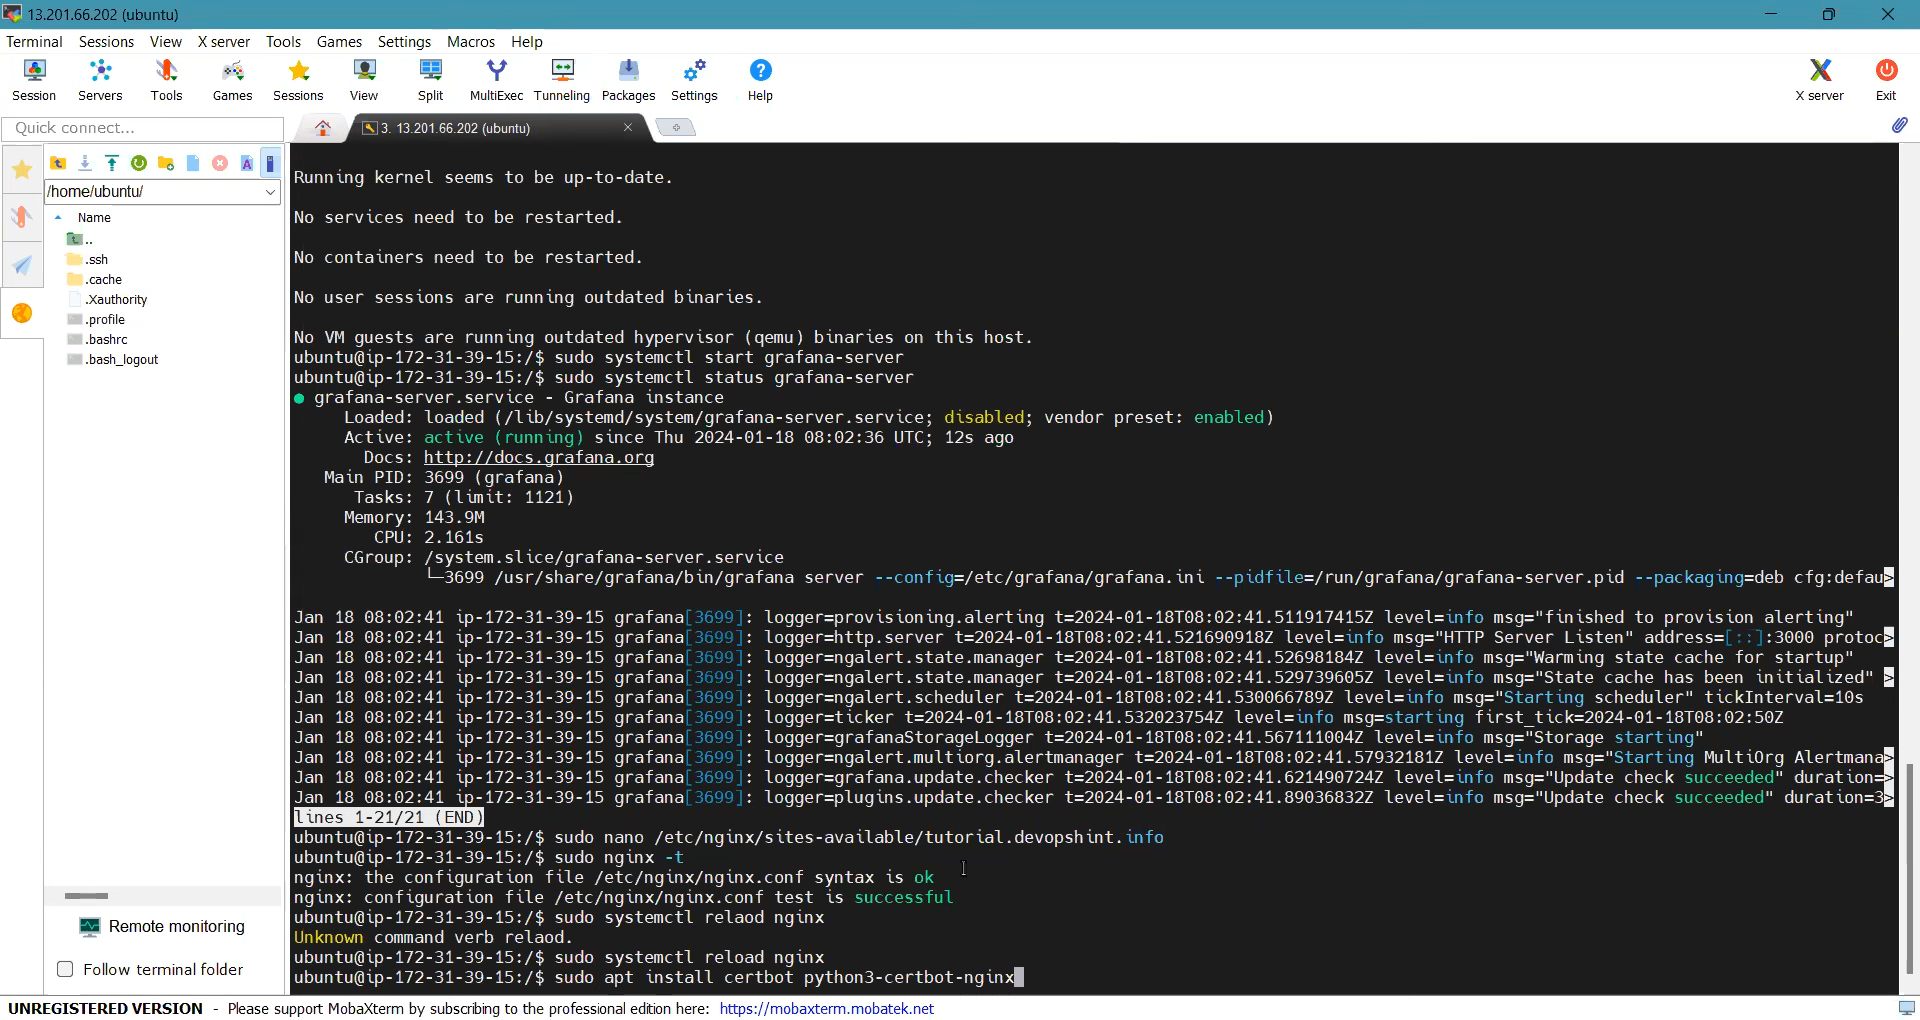 13.201.66.202 (ubuntu)
Terminal Sessions View X server Tools Games Settings Macros Help
Session Servers Tools Games Sessions View Split MultiExec Tunneling Packages Settings Help X server Exit
Quick connect...
3. 13.201.66.202 (ubuntu)
/home/ubuntu/
Name
..
.ssh
.cache
.Xauthority
.profile
.bashrc
.bash_logout
Remote monitoring
Follow terminal folder
Running kernel seems to be up-to-date.
No services need to be restarted.
No containers need to be restarted.
No user sessions are running outdated binaries.
No VM guests are running outdated hypervisor (qemu) binaries on this host.
ubuntu@ip-172-31-39-15:/$ sudo systemctl start grafana-server
ubuntu@ip-172-31-39-15:/$ sudo systemctl status grafana-server
● grafana-server.service - Grafana instance
Loaded: loaded (/lib/systemd/system/grafana-server.service; disabled; vendor preset: enabled)
Active: active (running) since Thu 2024-01-18 08:02:36 UTC; 12s ago
Docs: http://docs.grafana.org
Main PID: 3699 (grafana)
Tasks: 7 (limit: 1121)
Memory: 143.9M
CPU: 2.161s
CGroup: /system.slice/grafana-server.service
└─3699 /usr/share/grafana/bin/grafana server --config=/etc/grafana/grafana.ini --pidfile=/run/grafana/grafana-server.pid --packaging=deb cfg:defau>
Jan 18 08:02:41 ip-172-31-39-15 grafana[3699]: logger=provisioning.alerting t=2024-01-18T08:02:41.511917415Z level=info msg="finished to provision alerting"
Jan 18 08:02:41 ip-172-31-39-15 grafana[3699]: logger=http.server t=2024-01-18T08:02:41.521690918Z level=info msg="HTTP Server Listen" address=[::]:3000 protoc>
Jan 18 08:02:41 ip-172-31-39-15 grafana[3699]: logger=ngalert.state.manager t=2024-01-18T08:02:41.52698184Z level=info msg="Warming state cache for startup"
Jan 18 08:02:41 ip-172-31-39-15 grafana[3699]: logger=ngalert.state.manager t=2024-01-18T08:02:41.529739605Z level=info msg="State cache has been initialized" >
Jan 18 08:02:41 ip-172-31-39-15 grafana[3699]: logger=ngalert.scheduler t=2024-01-18T08:02:41.530066789Z level=info msg="Starting scheduler" tickInterval=10s
Jan 18 08:02:41 ip-172-31-39-15 grafana[3699]: logger=ticker t=2024-01-18T08:02:41.532023754Z level=info msg=starting first_tick=2024-01-18T08:02:50Z
Jan 18 08:02:41 ip-172-31-39-15 grafana[3699]: logger=grafanaStorageLogger t=2024-01-18T08:02:41.567111004Z level=info msg="Storage starting"
Jan 18 08:02:41 ip-172-31-39-15 grafana[3699]: logger=ngalert.multiorg.alertmanager t=2024-01-18T08:02:41.57932181Z level=info msg="Starting MultiOrg Alertmana>
Jan 18 08:02:41 ip-172-31-39-15 grafana[3699]: logger=grafana.update.checker t=2024-01-18T08:02:41.621490724Z level=info msg="Update check succeeded" duration=>
Jan 18 08:02:41 ip-172-31-39-15 grafana[3699]: logger=plugins.update.checker t=2024-01-18T08:02:41.89036832Z level=info msg="Update check succeeded" duration=3>
lines 1-21/21 (END)
ubuntu@ip-172-31-39-15:/$ sudo nano /etc/nginx/sites-available/tutorial.devopshint.info
ubuntu@ip-172-31-39-15:/$ sudo nginx -t
nginx: the configuration file /etc/nginx/nginx.conf syntax is ok
nginx: configuration file /etc/nginx/nginx.conf test is successful
ubuntu@ip-172-31-39-15:/$ sudo systemctl relaod nginx
Unknown command verb relaod.
ubuntu@ip-172-31-39-15:/$ sudo systemctl reload nginx
ubuntu@ip-172-31-39-15:/$ sudo apt install certbot python3-certbot-nginx
UNREGISTERED VERSION - Please support MobaXterm by subscribing to the professional edition here: https://mobaxterm.mobatek.net